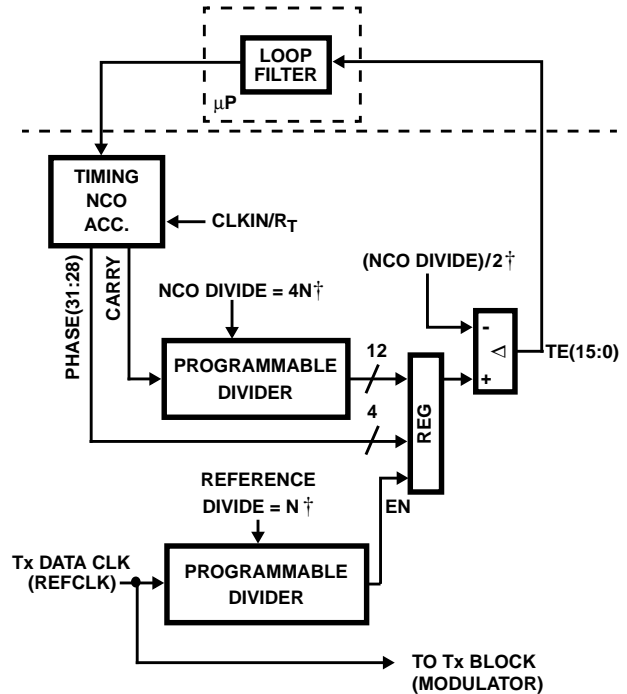 LOOP
FILTER
μP
TIMING
NCO
ACC.
CLKIN/RT
PHASE(31:28)
CARRY
NCO DIVIDE = 4N†
(NCO DIVIDE)/2†
PROGRAMMABLE
DIVIDER
12
4
REG
-
+
◁
TE(15:0)
REFERENCE
DIVIDE = N†
EN
Tx DATA CLK
(REFCLK)
PROGRAMMABLE
DIVIDER
TO Tx BLOCK
(MODULATOR)